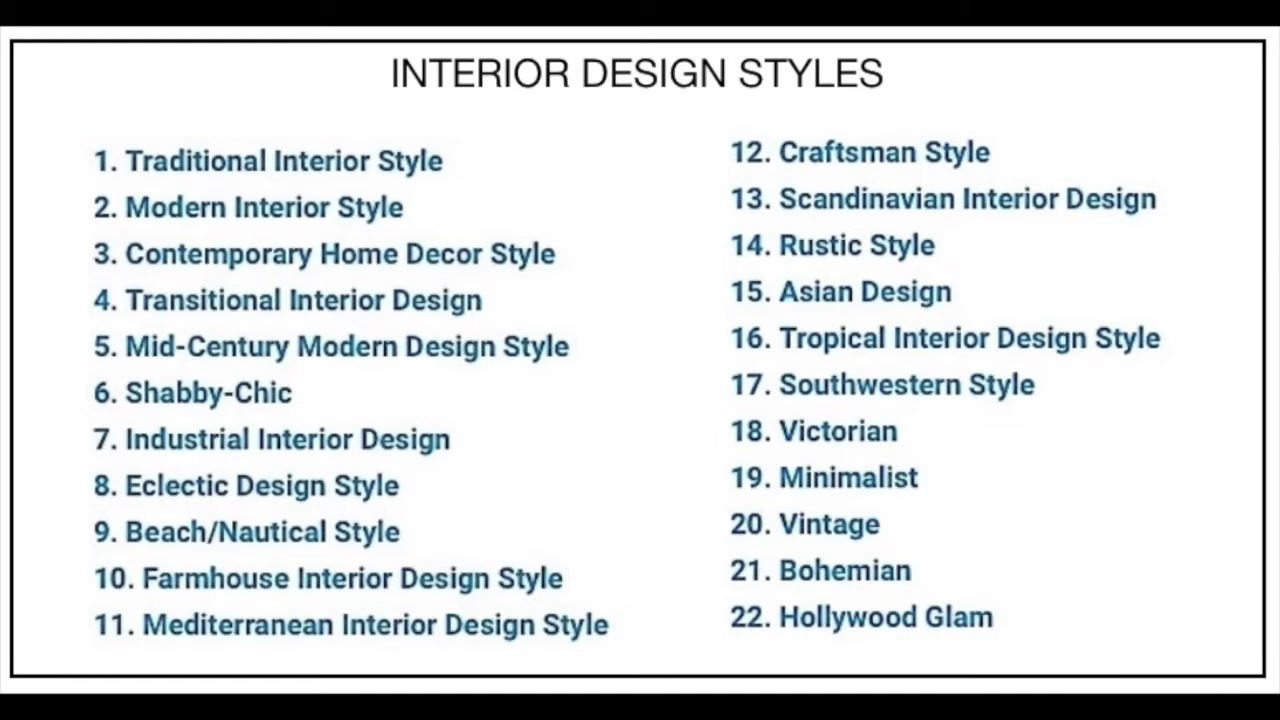 INTERIOR DESIGN STYLES
1. Traditional Interior Style
2. Modern Interior Style
3. Contemporary Home Decor Style
4. Transitional Interior Design
5. Mid-Century Modern Design Style
6. Shabby-Chic
7. Industrial Interior Design
8. Eclectic Design Style
9. Beach/Nautical Style
10. Farmhouse Interior Design Style
11. Mediterranean Interior Design Style
12. Craftsman Style
13. Scandinavian Interior Design
14. Rustic Style
15. Asian Design
16. Tropical Interior Design Style
17. Southwestern Style
18. Victorian
19. Minimalist
20. Vintage
21. Bohemian
22. Hollywood Glam